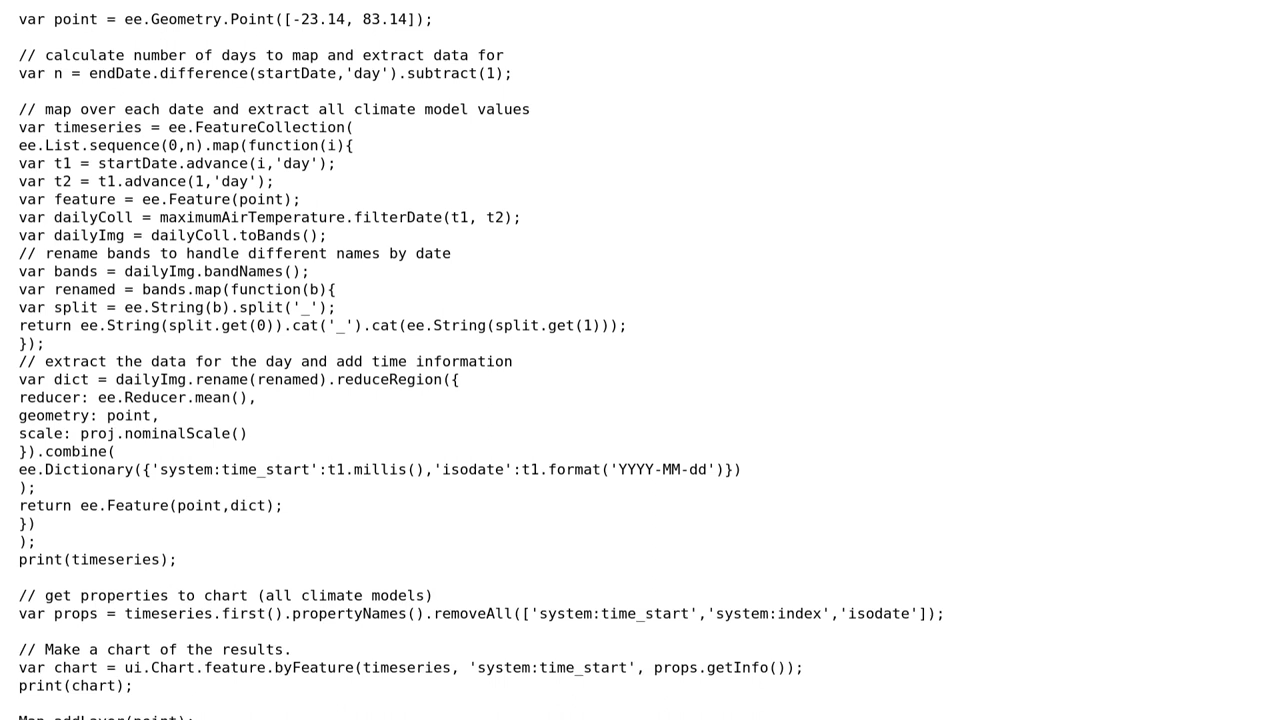 var point = ee.Geometry.Point([-23.14, 83.14]);
// calculate number of days to map and extract data for
var n = endDate.difference(startDate,'day').subtract(1);
// map over each date and extract all climate model values
var timeseries = ee.FeatureCollection(
ee.List.sequence(0,n).map(function(i){
var t1 = startDate.advance(i,'day');
var t2 = t1.advance(1,'day');
var feature = ee.Feature(point);
var dailyColl = maximumAirTemperature.filterDate(t1, t2);
var dailyImg = dailyColl.toBands();
// rename bands to handle different names by date
var bands = dailyImg.bandNames();
var renamed = bands.map(function(b){
var split = ee.String(b).split('_');
return ee.String(split.get(0)).cat('_').cat(ee.String(split.get(1)));
});
// extract the data for the day and add time information
var dict = dailyImg.rename(renamed).reduceRegion({
reducer: ee.Reducer.mean(),
geometry: point,
scale: proj.nominalScale()
}).combine(
ee.Dictionary({'system:time_start':t1.millis(),'isodate':t1.format('YYYY-MM-dd')})
);
return ee.Feature(point,dict);
})
);
print(timeseries);
// get properties to chart (all climate models)
var props = timeseries.first().propertyNames().removeAll(['system:time_start','system:index','isodate']);
// Make a chart of the results.
var chart = ui.Chart.feature.byFeature(timeseries, 'system:time_start', props.getInfo());
print(chart);
Map.addLayer(point);